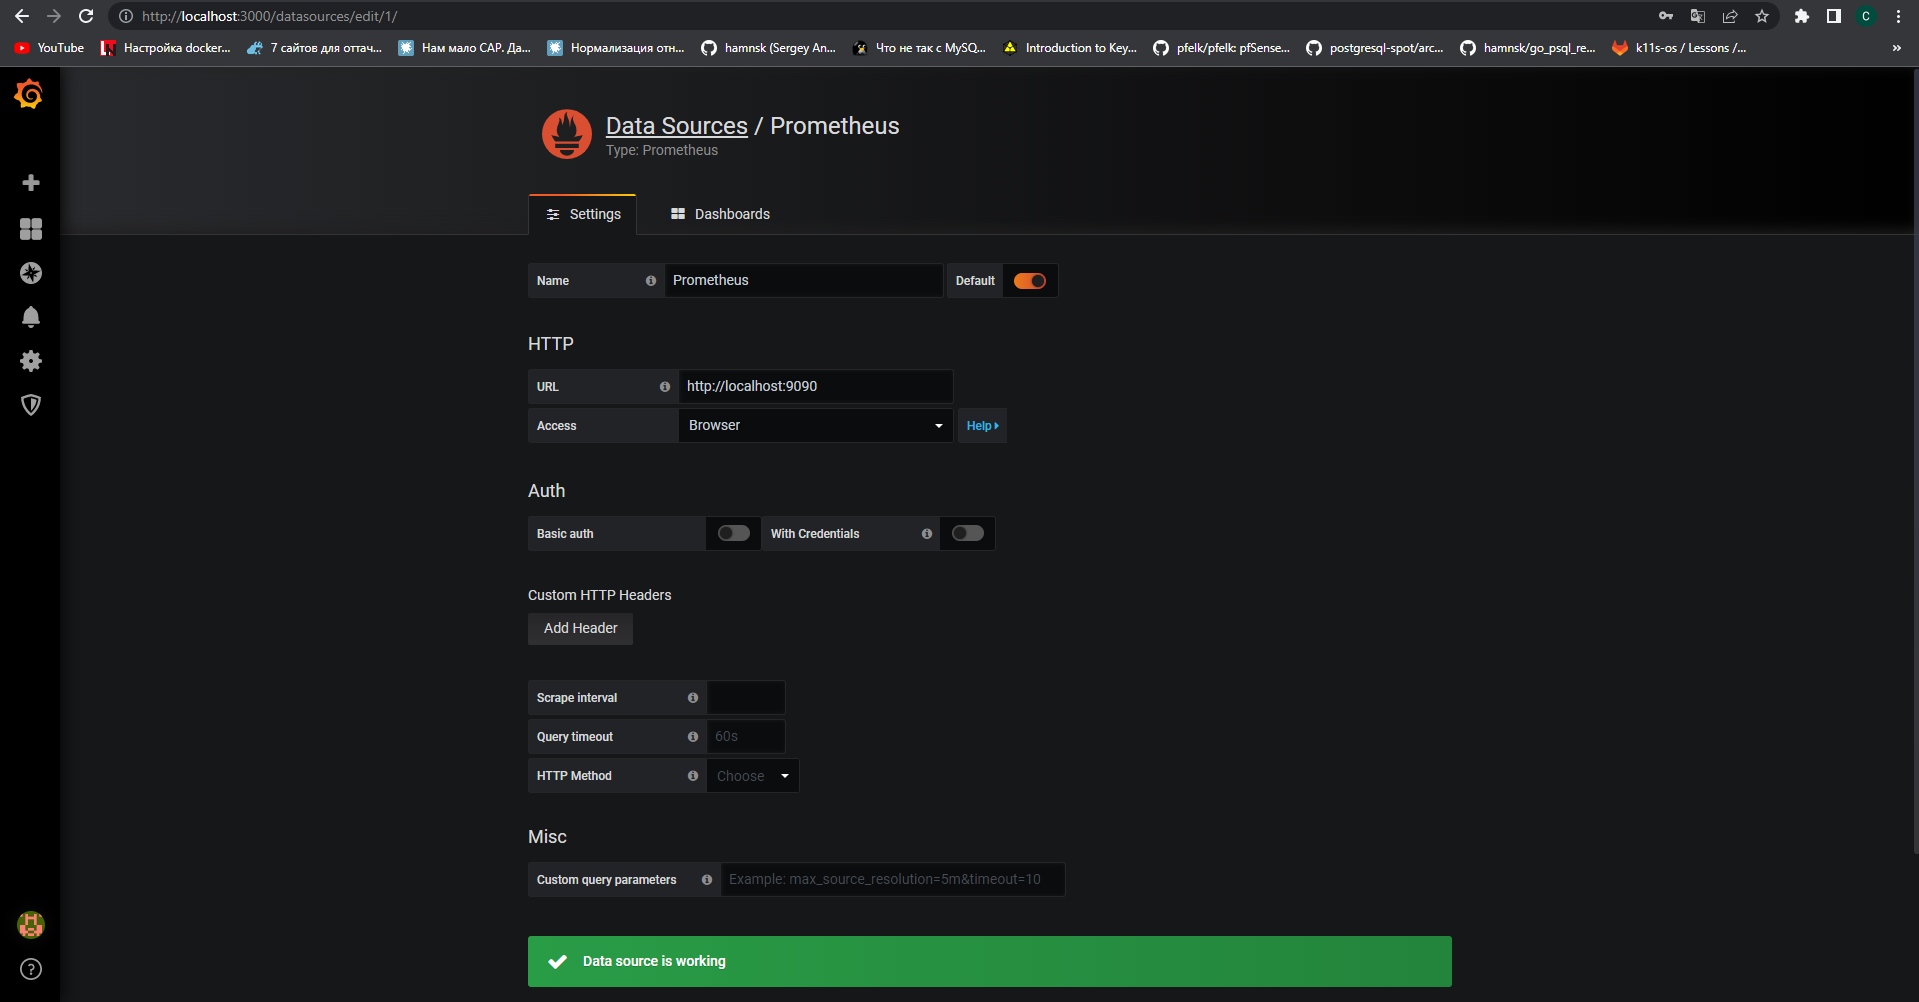 http://localhost:3000/datasources/edit/1/
C
YouTube
Настройка docker...
7 сайтов для оттач...
Нам мало CAP. Да...
Нормализация отн...
hamnsk (Sergey An...
Что не так с MySQ...
Introduction to Key...
pfelk/pfelk: pfSense...
postgresql-spot/arc...
hamnsk/go_psql_re...
k11s-os / Lessons /...
»
Data Sources / Prometheus
Type: Prometheus
Settings
Dashboards
Name
Prometheus
Default
HTTP
URL
http://localhost:9090
Access
Browser
Help
Auth
Basic auth
With Credentials
Custom HTTP Headers
Add Header
Scrape interval
Query timeout
60s
HTTP Method
Choose
Misc
Custom query parameters
Example: max_source_resolution=5m&timeout=10
Data source is working